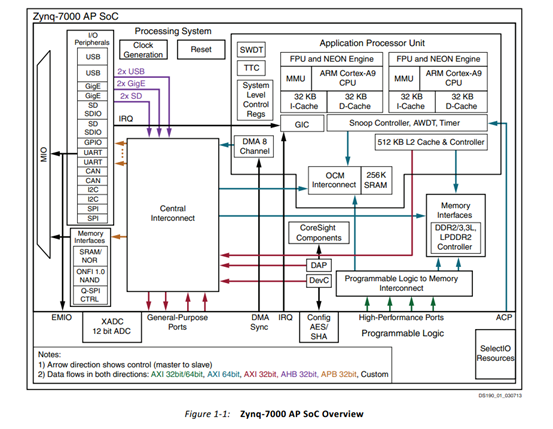 Zynq-7000 AP SoC
Processing System
I/O
Peripherals
USB
USB
GigE
GigE
SD
SDIO
SD
SDIO
GPIO
UART
UART
CAN
CAN
I2C
I2C
SPI
SPI
MIO
Clock
Generation
Reset
2x USB
2x GigE
2x SD
IRQ
SWDT
TTC
System
Level
Control
Regs
Application Processor Unit
FPU and NEON Engine
MMU
ARM Cortex-A9
CPU
32 KB
I-Cache
32 KB
D-Cache
FPU and NEON Engine
MMU
ARM Cortex-A9
CPU
32 KB
I-Cache
32 KB
D-Cache
GIC
Snoop Controller, AWDT, Timer
DMA 8
Channel
512 KB L2 Cache & Controller
OCM
Interconnect
256K
SRAM
Central
Interconnect
Memory
Interfaces
DDR2/3,3L,
LPDDR2
Controller
CoreSight
Components
DAP
DevC
Programmable Logic to Memory
Interconnect
Memory
Interfaces
SRAM/
NOR
ONFI 1.0
NAND
Q-SPI
CTRL
EMIO
XADC
12 bit ADC
General-Purpose
Ports
DMA
Sync
IRQ
Config
AES/
SHA
High-Performance Ports
ACP
Programmable Logic
SelectIO
Resources
Notes:
1) Arrow direction shows control (master to slave)
2) Data flows in both directions: AXI 32bit/64bit, AXI 64bit, AXI 32bit, AHB 32bit, APB 32bit, Custom
DS190_01_030713
Figure 1-1: Zynq-7000 AP SoC Overview